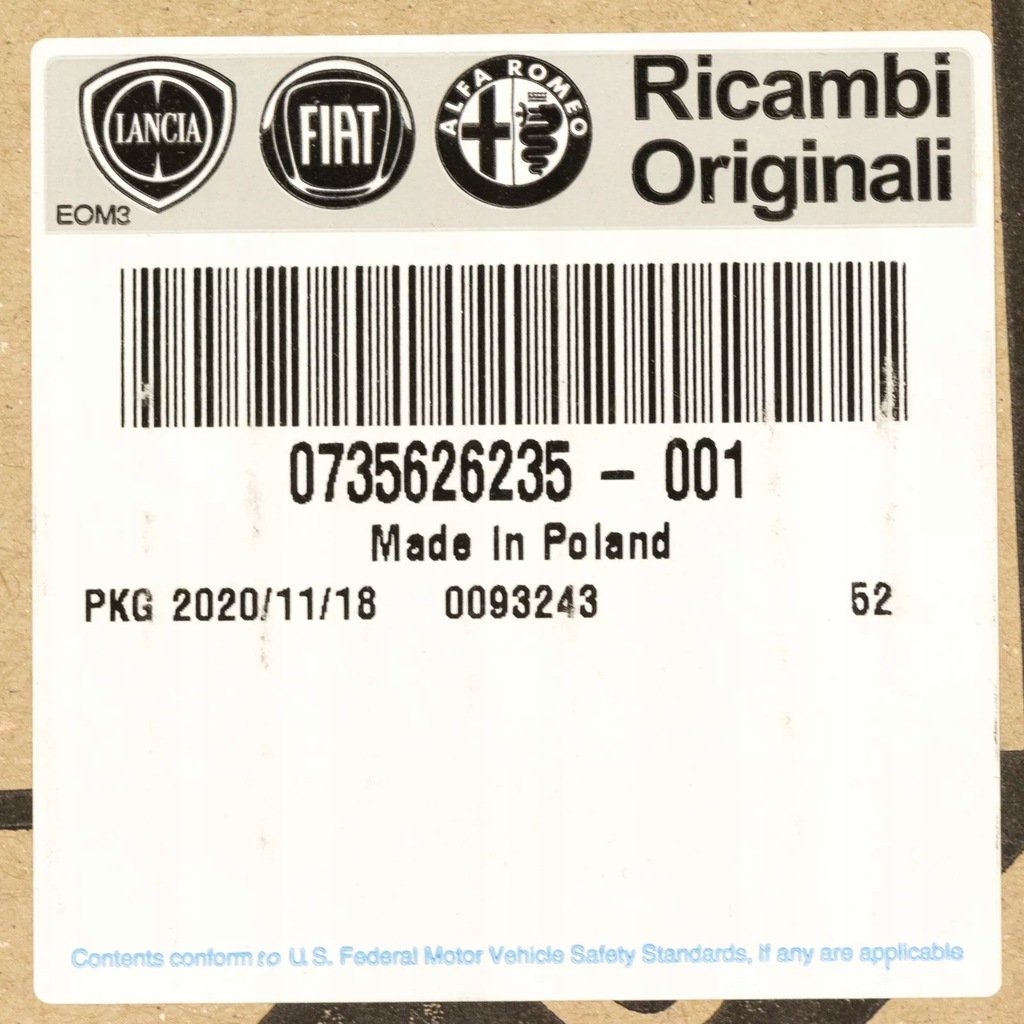 LANCIA FIAT ALFA ROMEO Ricambi
Originali
EOM3
0735626235 – 001
Made In Poland
PKG 2020/11/18 0093243 52
Contents conform to U.S. Federal Motor Vehicle Safety Standards, if any are applicable